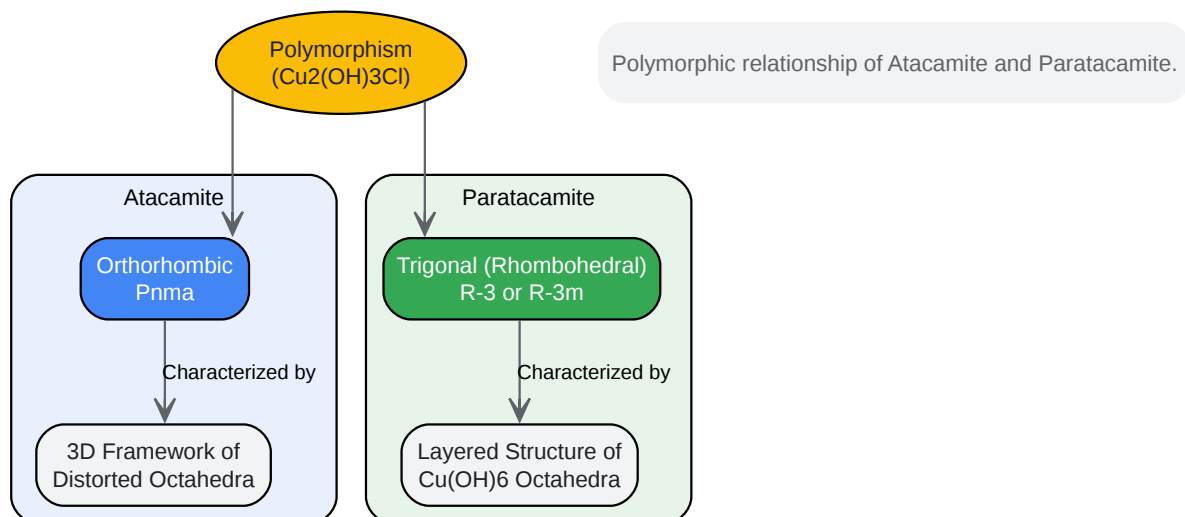 Polymorphism
(Cu2(OH)3Cl)
Polymorphic relationship of Atacamite and Paratacamite.
Atacamite
Orthorhombic
Pnma
Characterized by
3D Framework of
Distorted Octahedra
Paratacamite
Trigonal (Rhombohedral)
R-3 or R-3m
Characterized by
Layered Structure of
Cu(OH)6 Octahedra